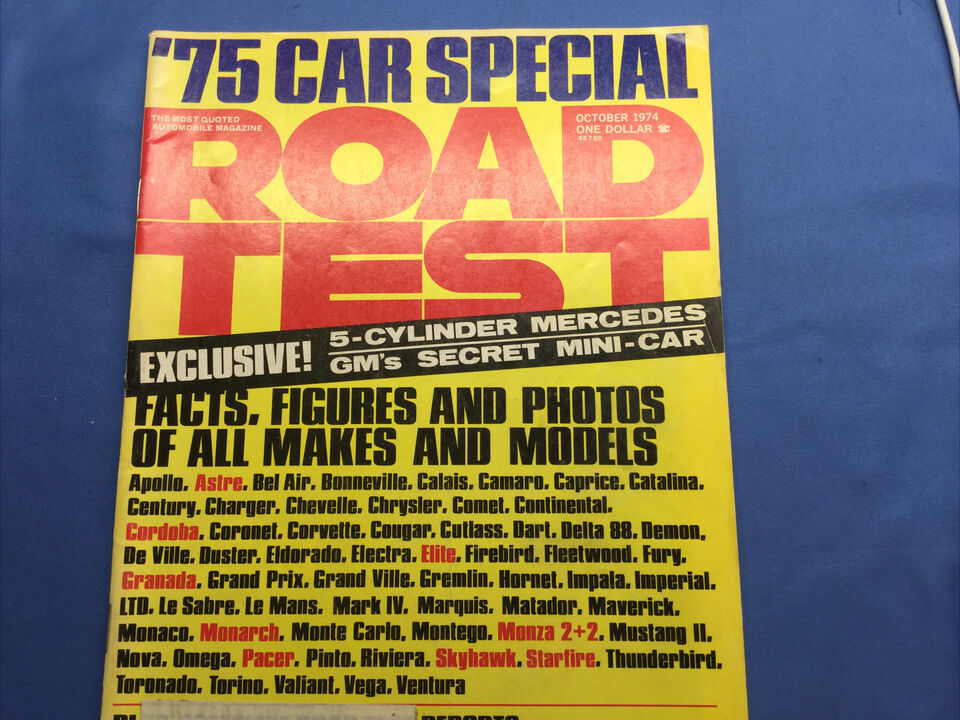 '75 CAR SPECIAL
THE MOST QUOTED
AUTOMOBILE MAGAZINE
OCTOBER 1974
ONE DOLLAR
48780
ROAD
TEST
EXCLUSIVE!
5-CYLINDER MERCEDES
GM's SECRET MINI-CAR
FACTS, FIGURES AND PHOTOS
OF ALL MAKES AND MODELS
Apollo, Astre, Bel Air, Bonneville, Calais, Camaro, Caprice, Catalina,
Century, Charger, Chevelle, Chrysler, Comet, Continental,
Cordoba, Coronet, Corvette, Cougar, Cutlass, Dart, Delta 88, Demon,
De Ville, Duster, Eldorado, Electra, Elite, Firebird, Fleetwood, Fury,
Granada, Grand Prix, Grand Ville, Gremlin, Hornet, Impala, Imperial,
LTD, Le Sabre, Le Mans, Mark IV, Marquis, Matador, Maverick,
Monaco, Monarch, Monte Carlo, Montego, Monza 2+2, Mustang II,
Nova, Omega, Pacer, Pinto, Riviera, Skyhawk, Starfire, Thunderbird,
Toronado, Torino, Valiant, Vega, Ventura